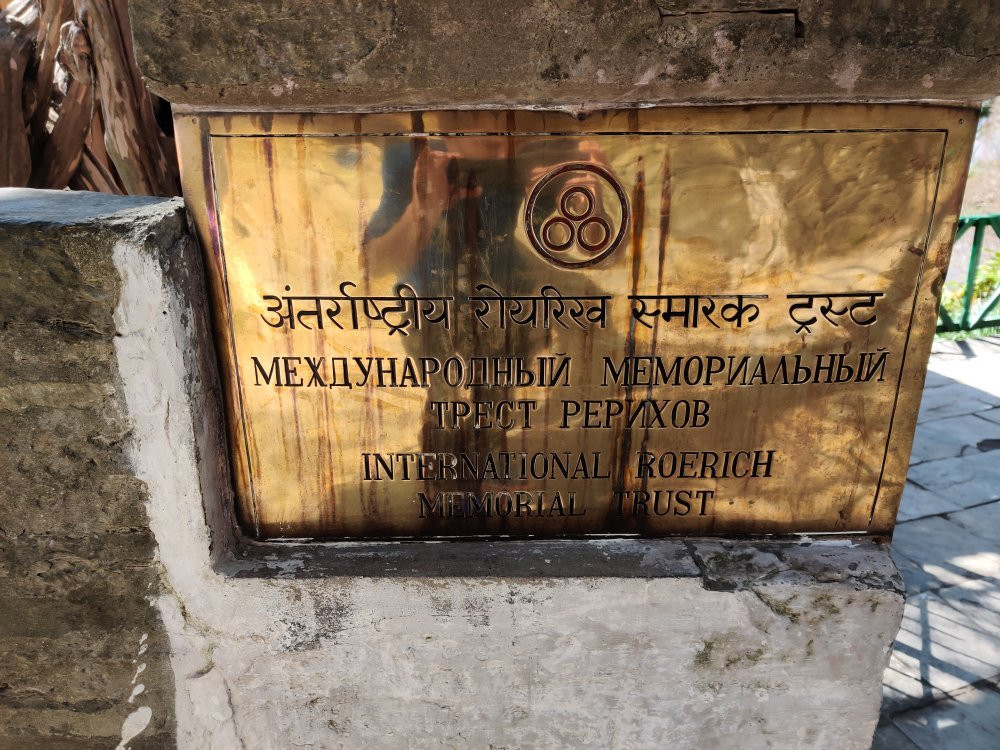 अंतर्राष्ट्रीय रोयरिख स्मारक ट्रस्ट
МЕЖДУНАРОДНЫЙ МЕМОРИАЛЬНЫЙ
ТРЕСТ РЕРИХОВ
INTERNATIONAL ROERICH
MEMORIAL TRUST